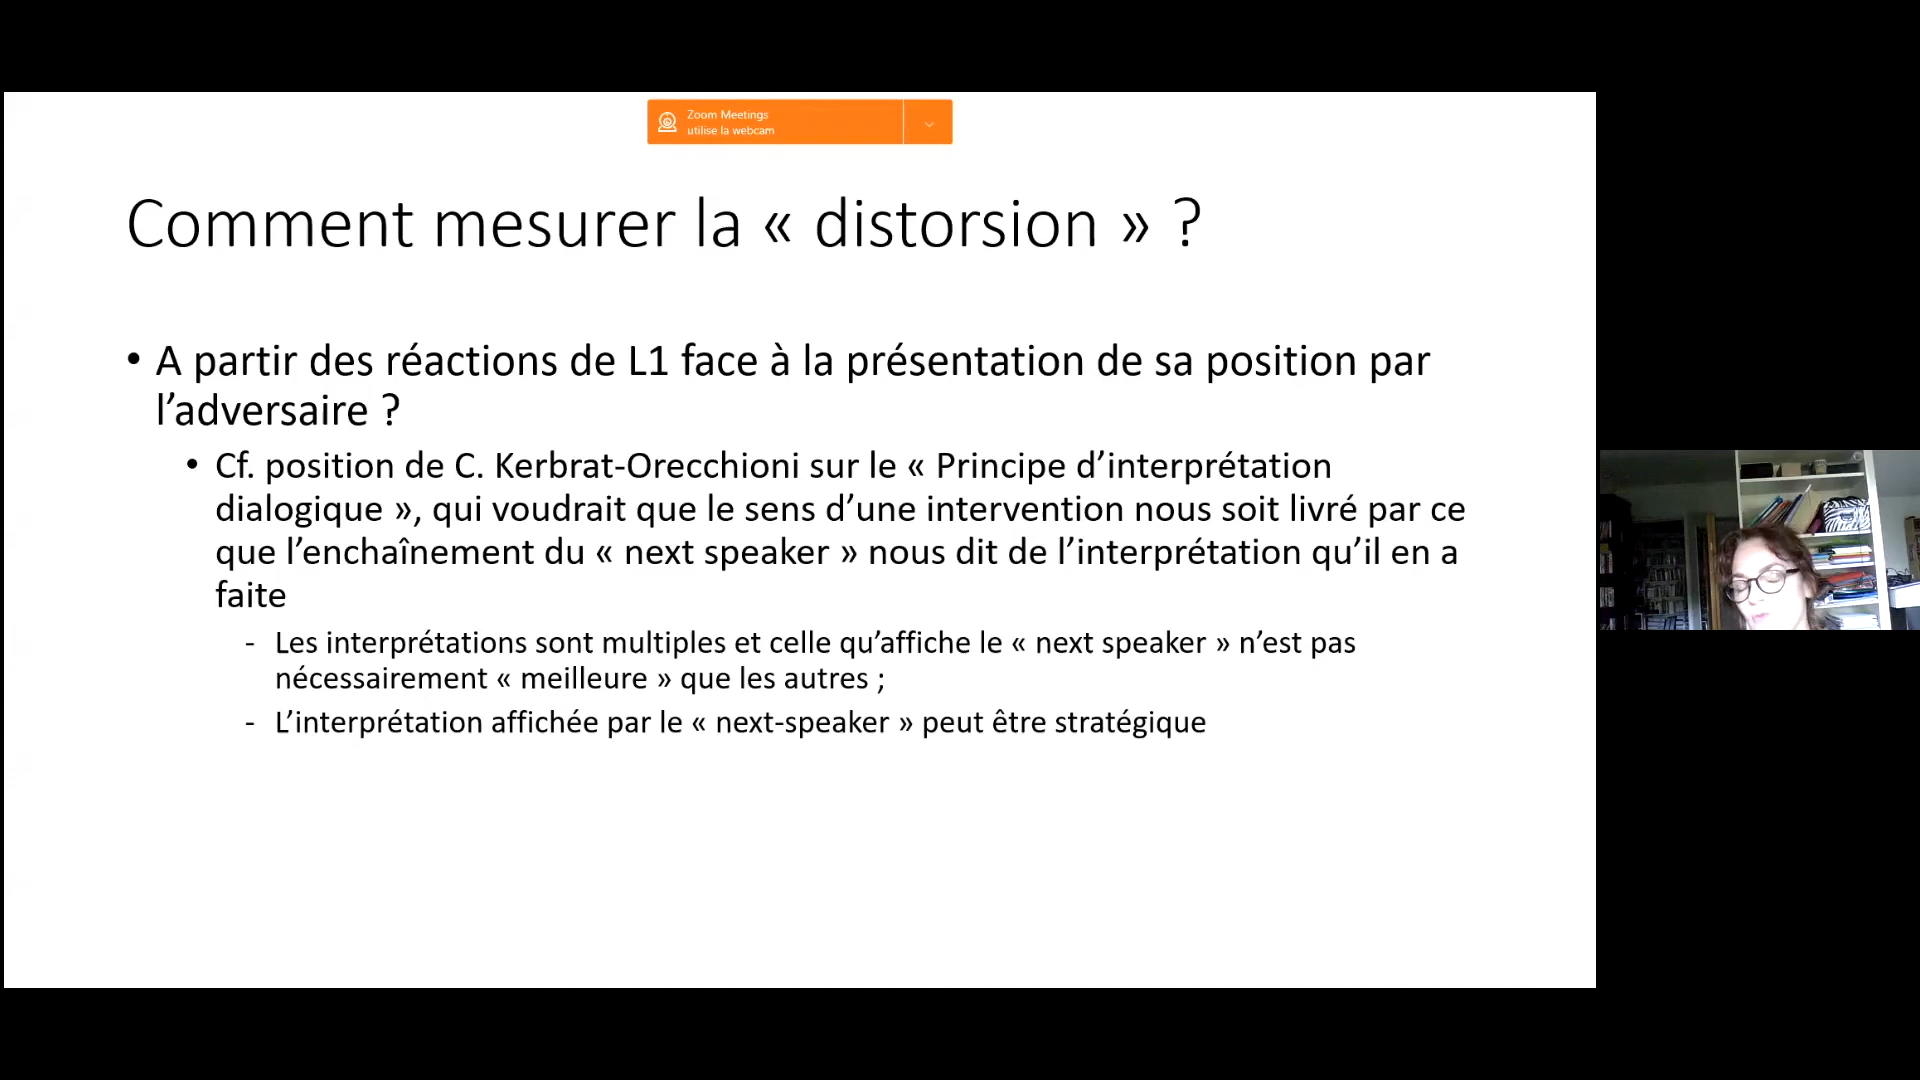 Zoom Meetings
utilise la webcam
Comment mesurer la « distorsion » ?
• A partir des réactions de L1 face à la présentation de sa position par
l’adversaire ?
• Cf. position de C. Kerbrat-Orecchioni sur le « Principe d’interprétation
dialogique », qui voudrait que le sens d’une intervention nous soit livré par ce
que l’enchaînement du « next speaker » nous dit de l’interprétation qu’il en a
faite
- Les interprétations sont multiples et celle qu’affiche le « next speaker » n’est pas
nécessairement « meilleure » que les autres ;
- L’interprétation affichée par le « next-speaker » peut être stratégique